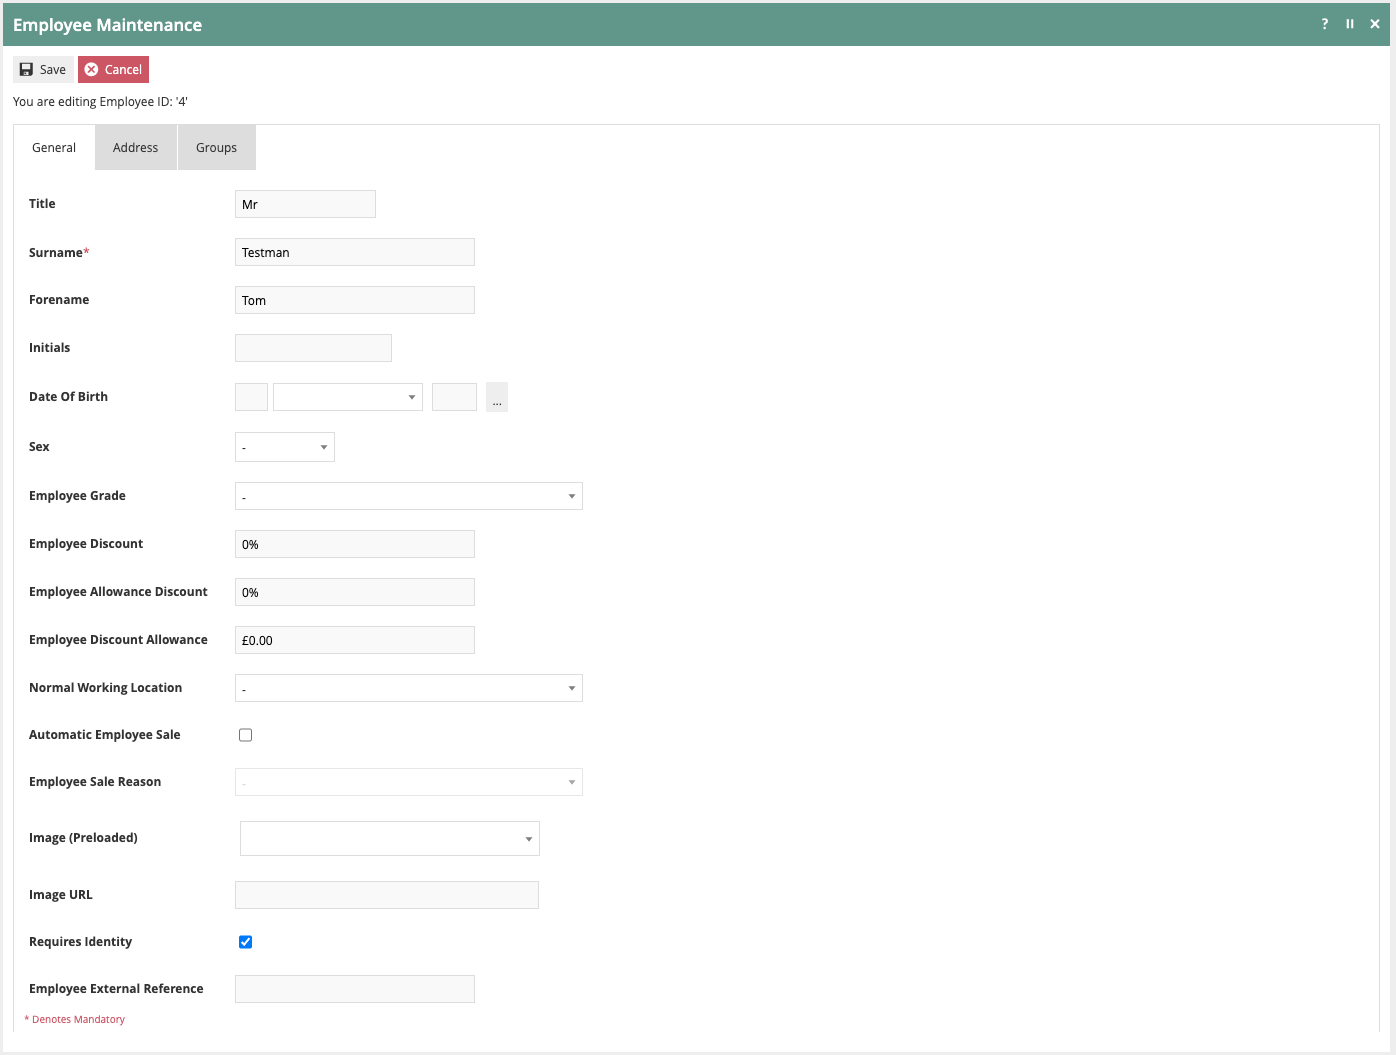 Employee Maintenance
?
Save Cancel
You are editing Employee ID: '4'
General Address Groups
Title Mr
Surname* Testman
Forename Tom
Initials
Date Of Birth ...
Sex -
Employee Grade -
Employee Discount 0%
Employee Allowance Discount 0%
Employee Discount Allowance £0.00
Normal Working Location -
Automatic Employee Sale
Employee Sale Reason -
Image (Preloaded)
Image URL
Requires Identity
Employee External Reference
* Denotes Mandatory